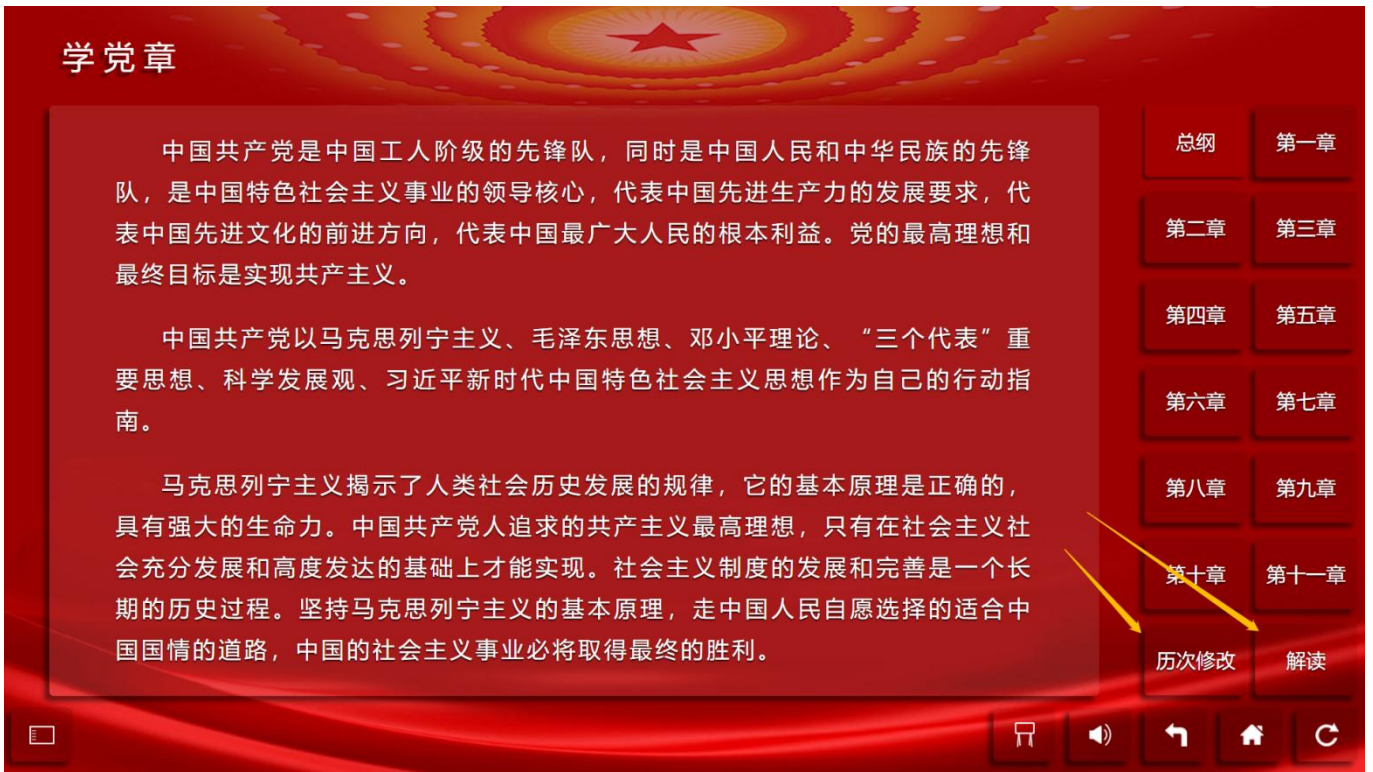 学党章
中国共产党是中国工人阶级的先锋队，同时是中国人民和中华民族的先锋
队，是中国特色社会主义事业的领导核心，代表中国先进生产力的发展要求，代
表中国先进文化的前进方向，代表中国最广大人民的根本利益。党的最高理想和
最终目标是实现共产主义。
中国共产党以马克思列宁主义、毛泽东思想、邓小平理论、“三个代表”重
要思想、科学发展观、习近平新时代中国特色社会主义思想作为自己的行动指
南。
马克思列宁主义揭示了人类社会历史发展的规律，它的基本原理是正确的，
具有强大的生命力。中国共产党人追求的共产主义最高理想，只有在社会主义社
会充分发展和高度发达的基础上才能实现。社会主义制度的发展和完善是一个长
期的历史过程。坚持马克思列宁主义的基本原理，走中国人民自愿选择的适合中
国国情的道路，中国的社会主义事业必将取得最终的胜利。
总纲 第一章
第二章 第三章
第四章 第五章
第六章 第七章
第八章 第九章
第十章 第十一章
历次修改 解读